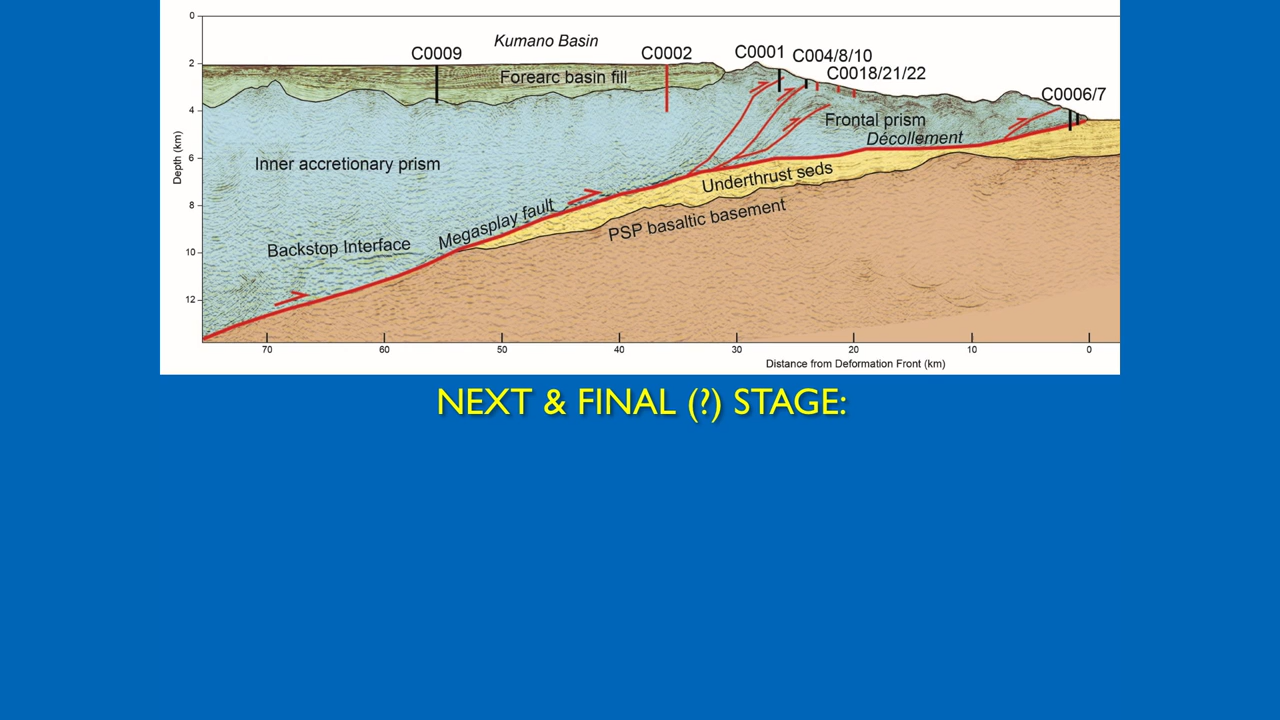 0
Kumano Basin
C0009
C0002
C0001
C004/8/10
2
Forearc basin fill
C0018/21/22
C0006/7
4
Frontal prism
Décollement
Depth (km)
6
Inner accretionary prism
Underthrust seds
8
Megasplay fault
PSP basaltic basement
10
Backstop Interface
12
70
60
50
40
30
20
10
0
Distance from Deformation Front (km)
NEXT & FINAL (?) STAGE: